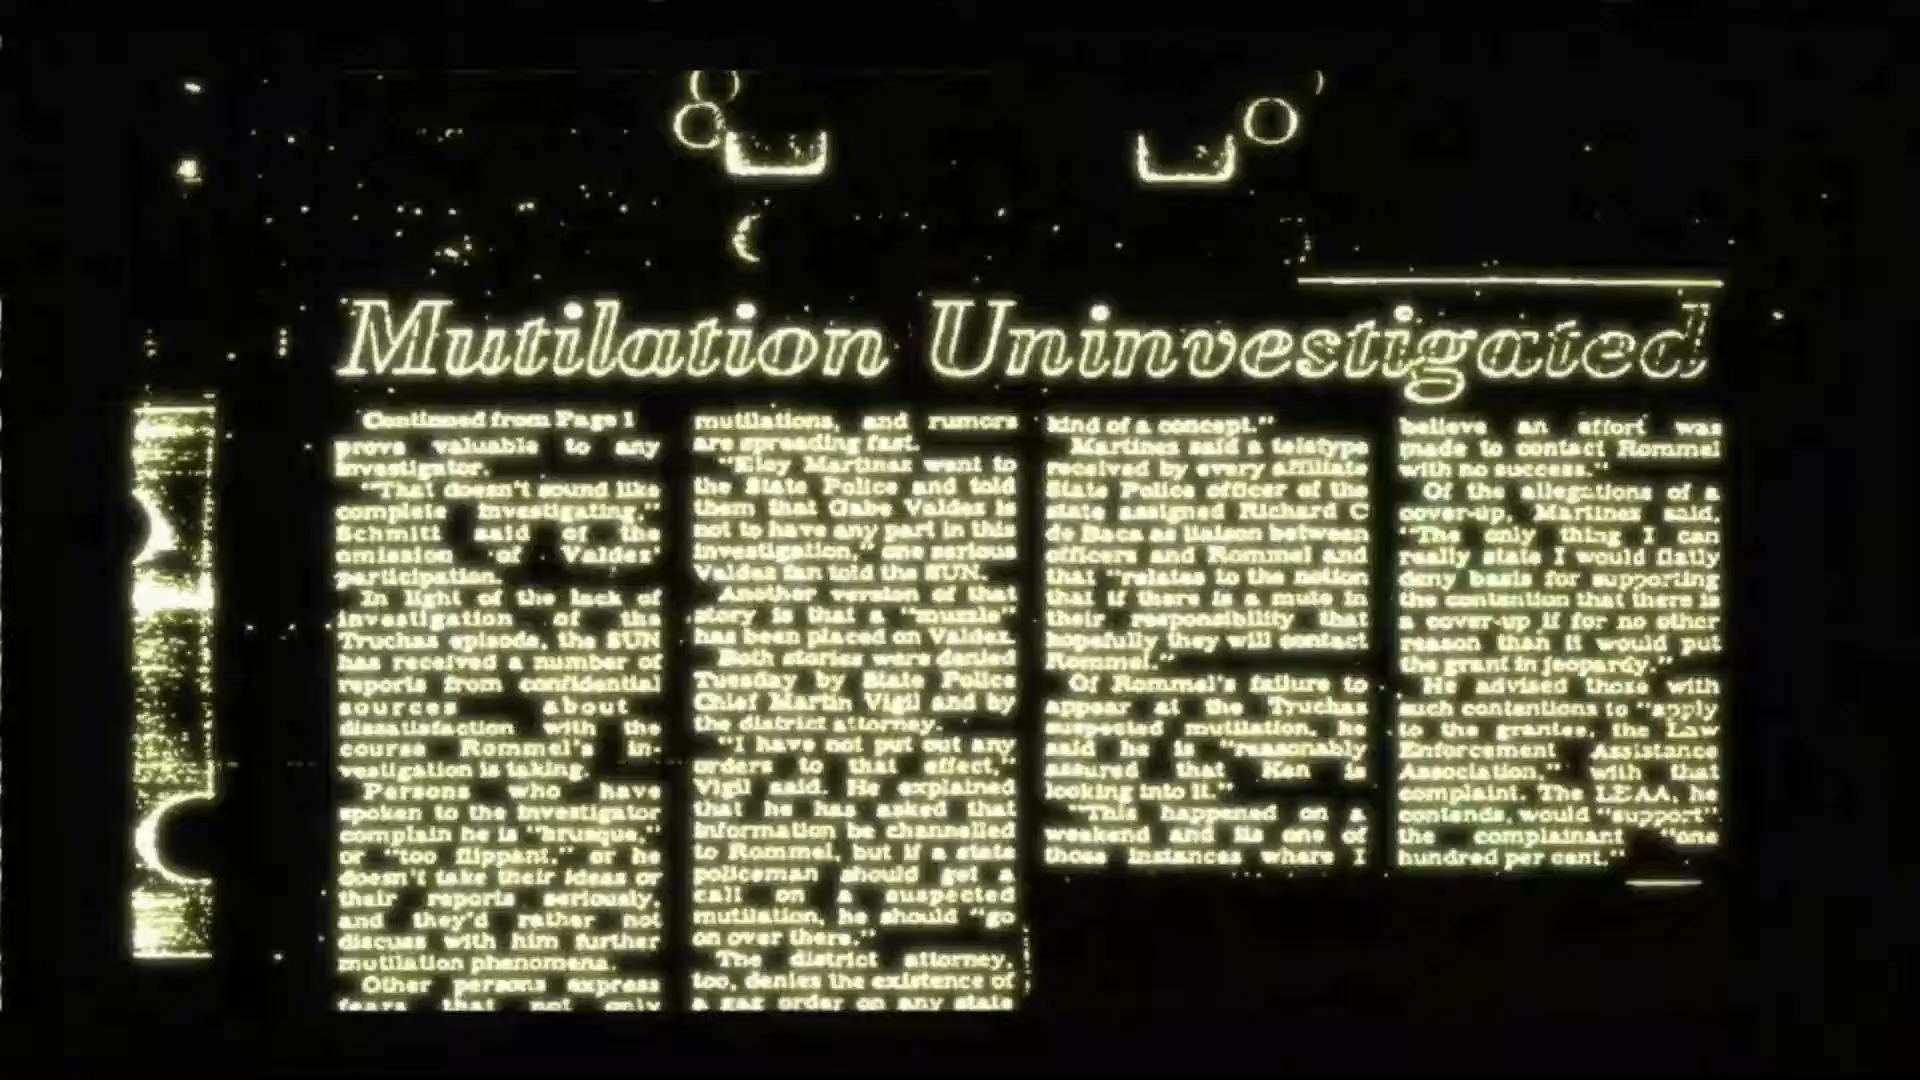 Mutilation Uninvestigated
Continued from Page 1
prove valuable to any
investigator.
"That doesn't sound like
complete investigating,"
Schmitt said of the
omission of Valdez'
participation.
In light of the lack of
investigation of the
Truchas episode, the SUN
has received a number of
reports from confidential
sources about
dissatisfaction with the
course Rommel's in-
vestigation is taking.
Persons who have
spoken to the investigator
complain he is "brusque,"
or "too flippant," or he
doesn't take their ideas or
their reports seriously,
and they'd rather not
discuss with him further
mutilation phenomena.
Other persons express
fears that not only
mutilations, and rumors
are spreading fast.
"Eloy Martinez went to
the State Police and told
them that Gabe Valdez is
not to have any part in this
investigation," one serious
Valdez fan told the SUN.
Another version of that
story is that a "muzzle"
has been placed on Valdez.
Both stories were denied
Tuesday by State Police
Chief Martin Vigil and by
the district attorney.
"I have not put out any
orders to that effect,"
Vigil said. He explained
that he has asked that
information be channelled
to Rommel, but if a state
policeman should get a
call on a suspected
mutilation, he should "go
on over there."
The district attorney,
too, denies the existence of
a gag order on any state
kind of a concept."
Martinez said a teletype
received by every affiliate
State Police officer of the
state assigned Richard C
de Baca as liaison between
officers and Rommel and
that "relates to the notion
that if there is a mute in
their responsibility that
hopefully they will contact
Rommel."
Of Rommel's failure to
appear at the Truchas
suspected mutilation, he
said he is "reasonably
assured that Ken is
looking into it."
"This happened on a
weekend and its one of
those instances where I
believe an effort was
made to contact Rommel
with no success."
Of the allegations of a
cover-up, Martinez said,
"The only thing I can
really state I would flatly
deny basis for supporting
the contention that there is
a cover-up if for no other
reason than it would put
the grant in jeopardy."
He advised those with
such contentions to "apply
to the grantee, the Law
Enforcement Assistance
Association," with that
complaint. The LEAA, he
contends, would "support"
the complainant "one
hundred per cent."